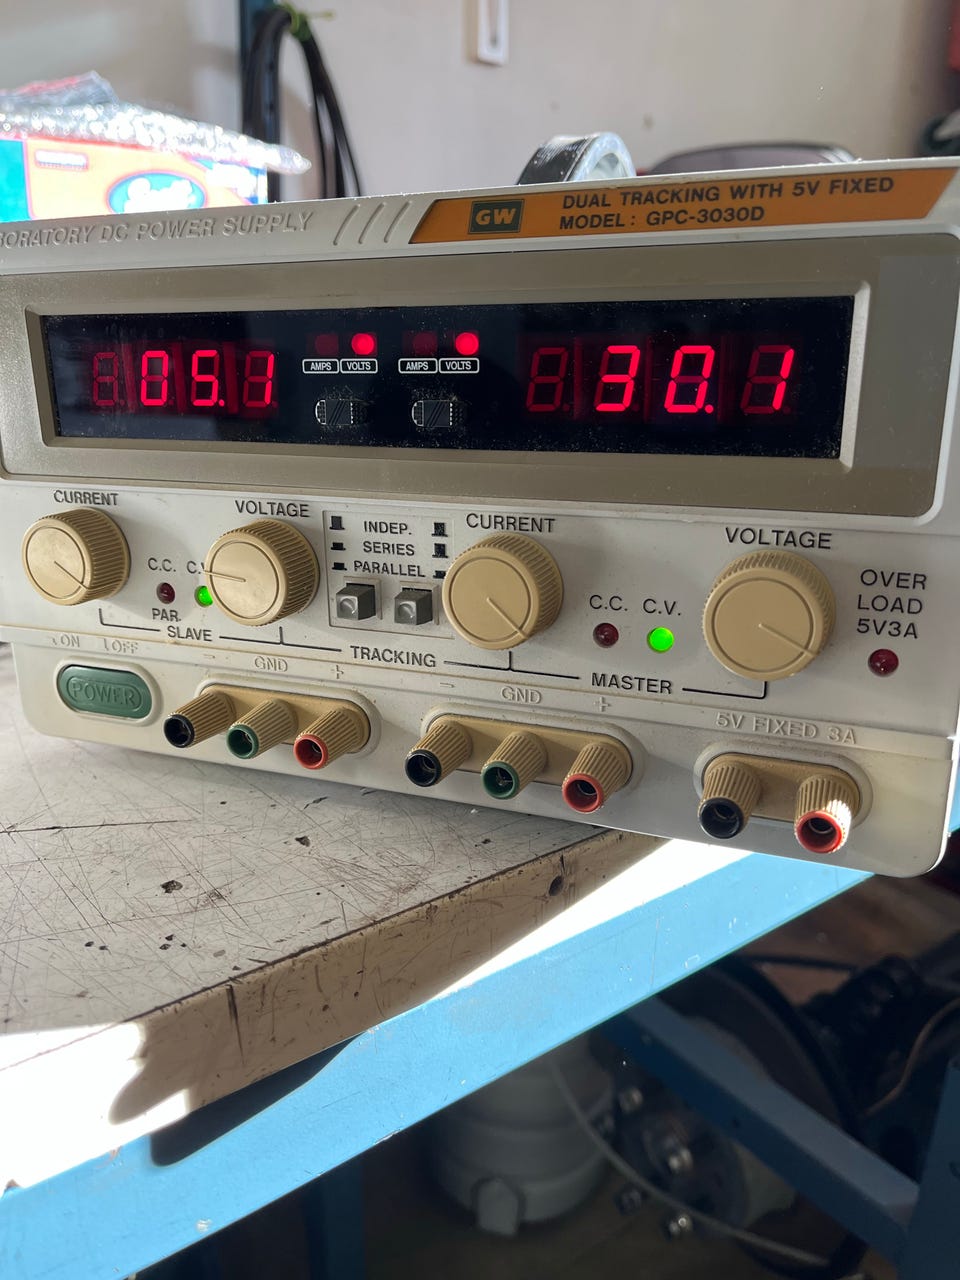 BORATORY DC POWER SUPPLY
GW
DUAL TRACKING WITH 5V FIXED
MODEL : GPC-3030D
05.1
AMPS VOLTS
AMPS VOLTS
30.1
CURRENT
VOLTAGE
INDEP.
SERIES
PARALLEL
CURRENT
VOLTAGE
C.C. C.V
PAR.
SLAVE
TRACKING
C.C. C.V.
MASTER
OVER
LOAD
5V3A
ON OFF
POWER
− GND +
− GND +
5V FIXED 3A